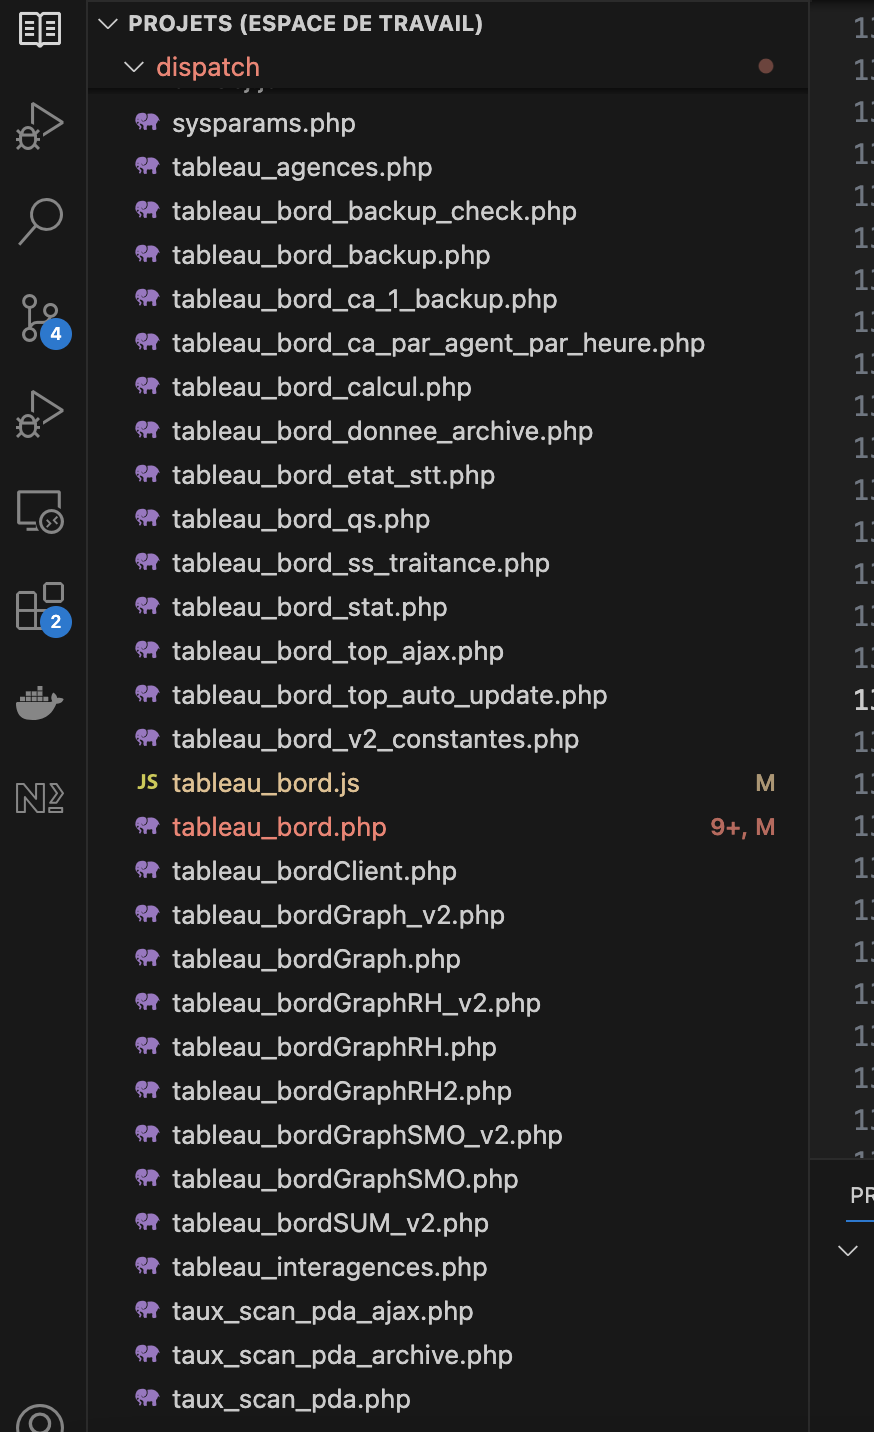 PROJETS (ESPACE DE TRAVAIL)
dispatch
sysparams.php
tableau_agences.php
tableau_bord_backup_check.php
tableau_bord_backup.php
tableau_bord_ca_1_backup.php
4
tableau_bord_ca_par_agent_par_heure.php
tableau_bord_calcul.php
tableau_bord_donnee_archive.php
tableau_bord_etat_stt.php
tableau_bord_qs.php
tableau_bord_ss_traitance.php
tableau_bord_stat.php
2
tableau_bord_top_ajax.php
tableau_bord_top_auto_update.php
tableau_bord_v2_constantes.php
JS tableau_bord.js M
tableau_bord.php 9+, M
tableau_bordClient.php
tableau_bordGraph_v2.php
tableau_bordGraph.php
tableau_bordGraphRH_v2.php
tableau_bordGraphRH.php
tableau_bordGraphRH2.php
tableau_bordGraphSMO_v2.php
tableau_bordGraphSMO.php
tableau_bordSUM_v2.php
tableau_interagences.php
taux_scan_pda_ajax.php
taux_scan_pda_archive.php
taux_scan_pda.php